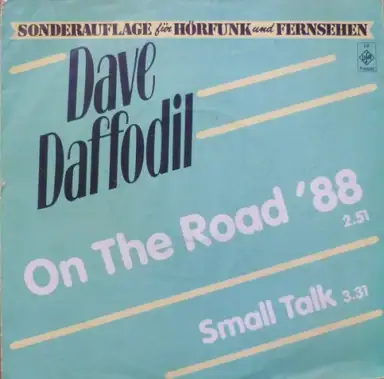 SONDERAUFLAGE für HÖRFUNK und FERNSEHEN
Dave
Daffodil
On The Road '88
2.51
Small Talk 3.31